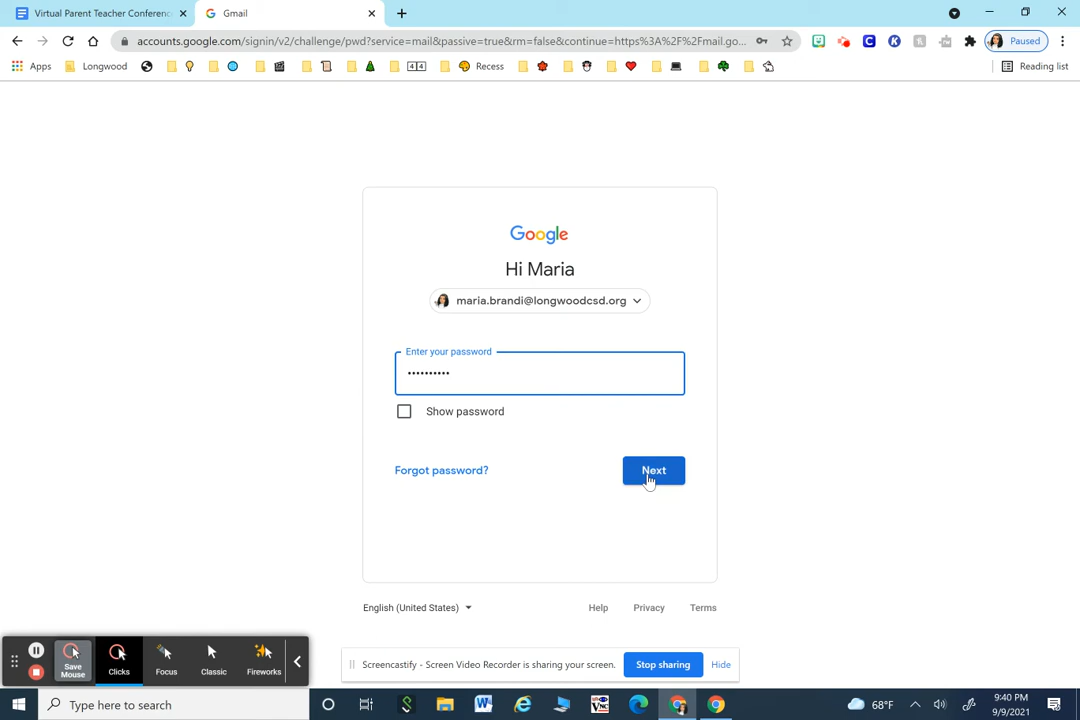 Virtual Parent Teacher Conferenc
Gmail
accounts.google.com/signin/v2/challenge/pwd?service=mail&passive=true&rm=false&continue=https%3A%2F%2Fmail.go...
Paused
Apps
Longwood
4|4
Recess
Reading list
Google
Hi Maria
maria.brandi@longwoodcsd.org
Enter your password
••••••••••
Show password
Forgot password?
Next
English (United States)
Help
Privacy
Terms
Save Mouse
Clicks
Focus
Classic
Fireworks
Screencastify - Screen Video Recorder is sharing your screen.
Stop sharing
Hide
Type here to search
68°F
9:40 PM
9/9/2021